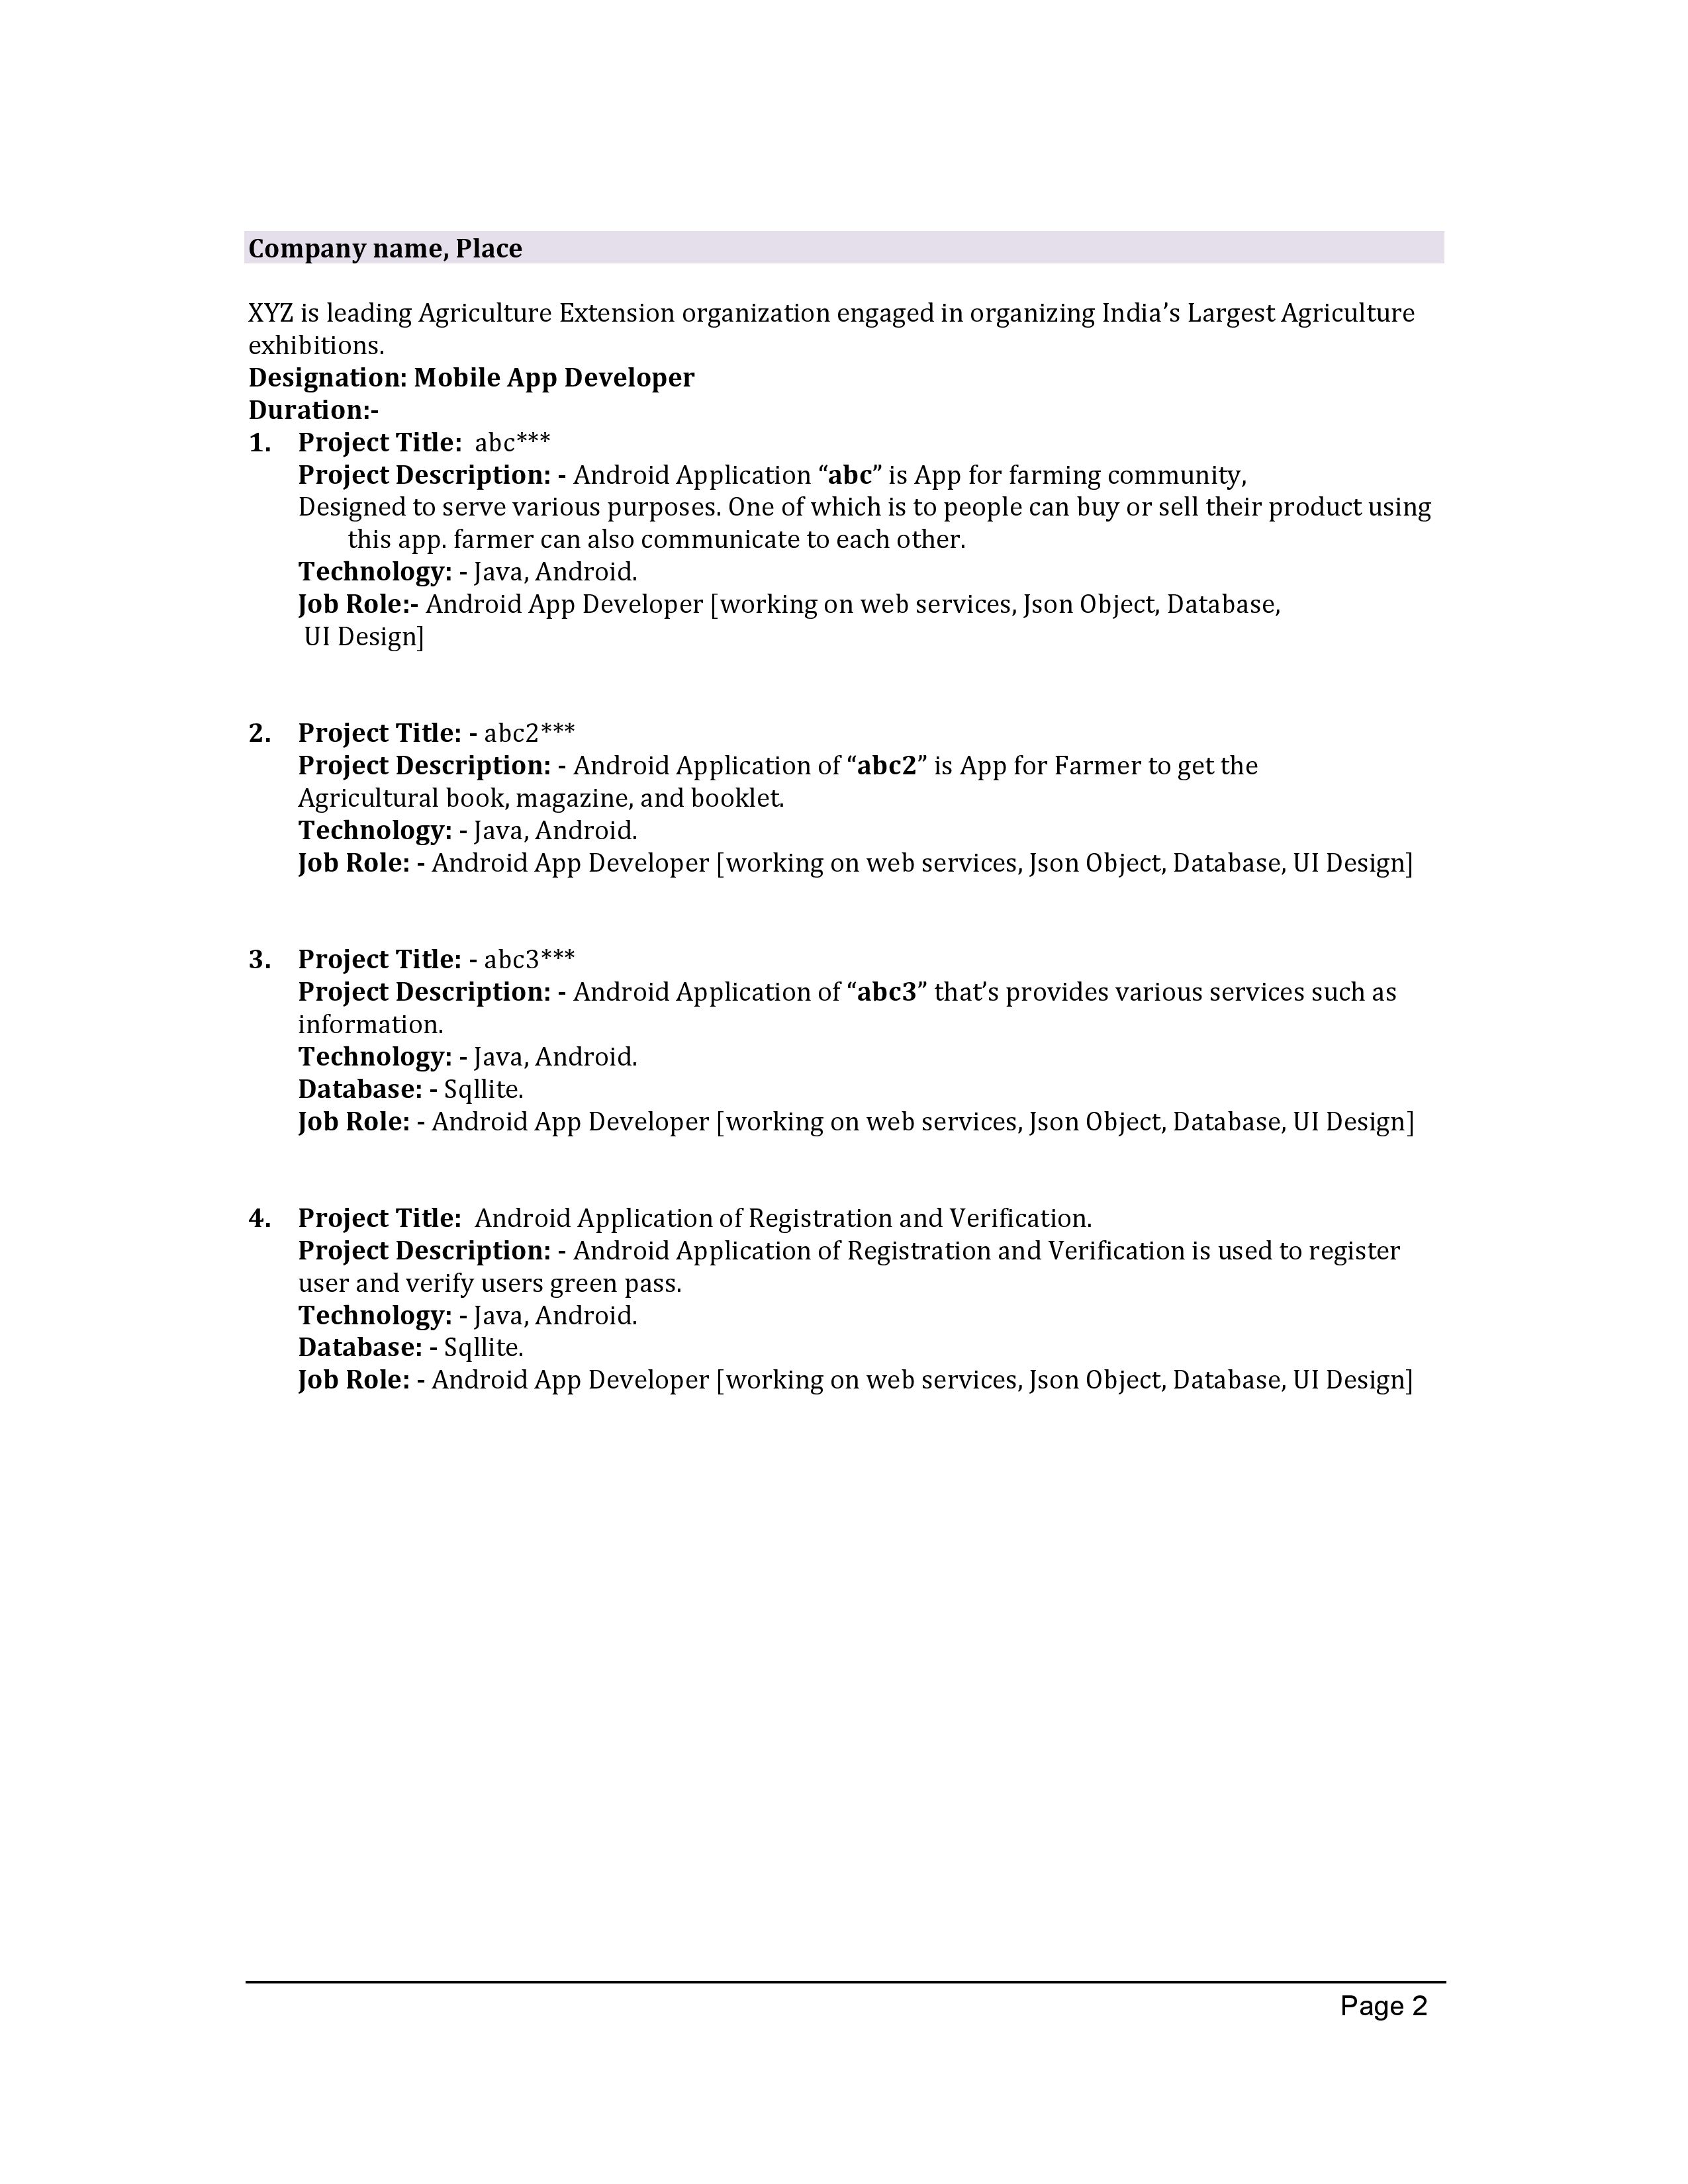 Company name, Place
XYZ is leading Agriculture Extension organization engaged in organizing India’s Largest Agriculture
exhibitions.
Designation: Mobile App Developer
Duration:-
1. Project Title:  abc***
Project Description: - Android Application “abc” is App for farming community,
Designed to serve various purposes. One of which is to people can buy or sell their product using
this app. farmer can also communicate to each other.
Technology: - Java, Android.
Job Role:- Android App Developer [working on web services, Json Object, Database,
UI Design]
2. Project Title: - abc2***
Project Description: - Android Application of “abc2” is App for Farmer to get the
Agricultural book, magazine, and booklet.
Technology: - Java, Android.
Job Role: - Android App Developer [working on web services, Json Object, Database, UI Design]
3. Project Title: - abc3***
Project Description: - Android Application of “abc3” that’s provides various services such as
information.
Technology: - Java, Android.
Database: - Sqllite.
Job Role: - Android App Developer [working on web services, Json Object, Database, UI Design]
4. Project Title:  Android Application of Registration and Verification.
Project Description: - Android Application of Registration and Verification is used to register
user and verify users green pass.
Technology: - Java, Android.
Database: - Sqllite.
Job Role: - Android App Developer [working on web services, Json Object, Database, UI Design]
Page 2